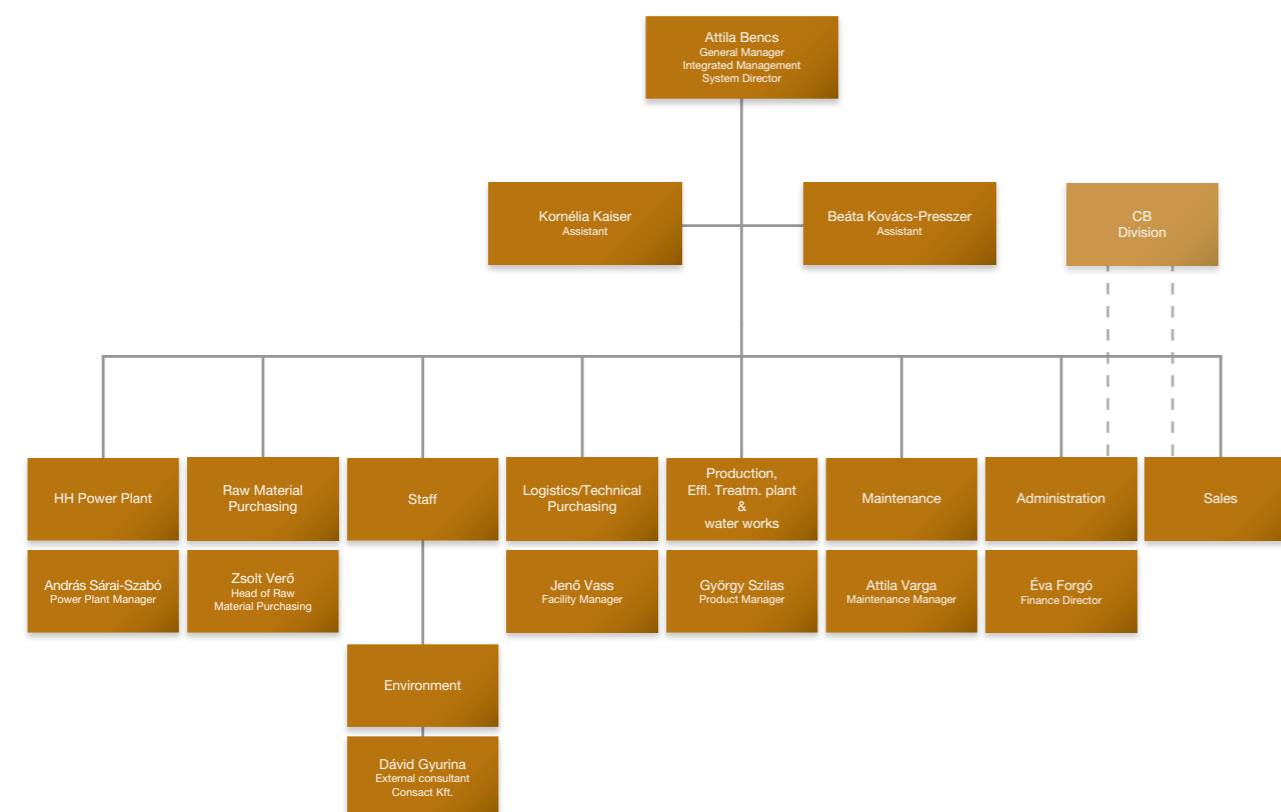 Attila Bencs
General Manager
Integrated Management
System Director
Kornélia Kaiser
Assistant
Beáta Kovács-Presszer
Assistant
CB
Division
HH Power Plant
Raw Material
Purchasing
Staff
Logistics/Technical
Purchasing
Production,
Effl. Treatm. plant
&
water works
Maintenance
Administration
Sales
András Sárai-Szabó
Power Plant Manager
Zsolt Verő
Head of Raw
Material Purchasing
Jenő Vass
Facility Manager
György Szilas
Product Manager
Attila Varga
Maintenance Manager
Éva Forgó
Finance Director
Environment
Dávid Gyurina
External consultant
Consact Kft.